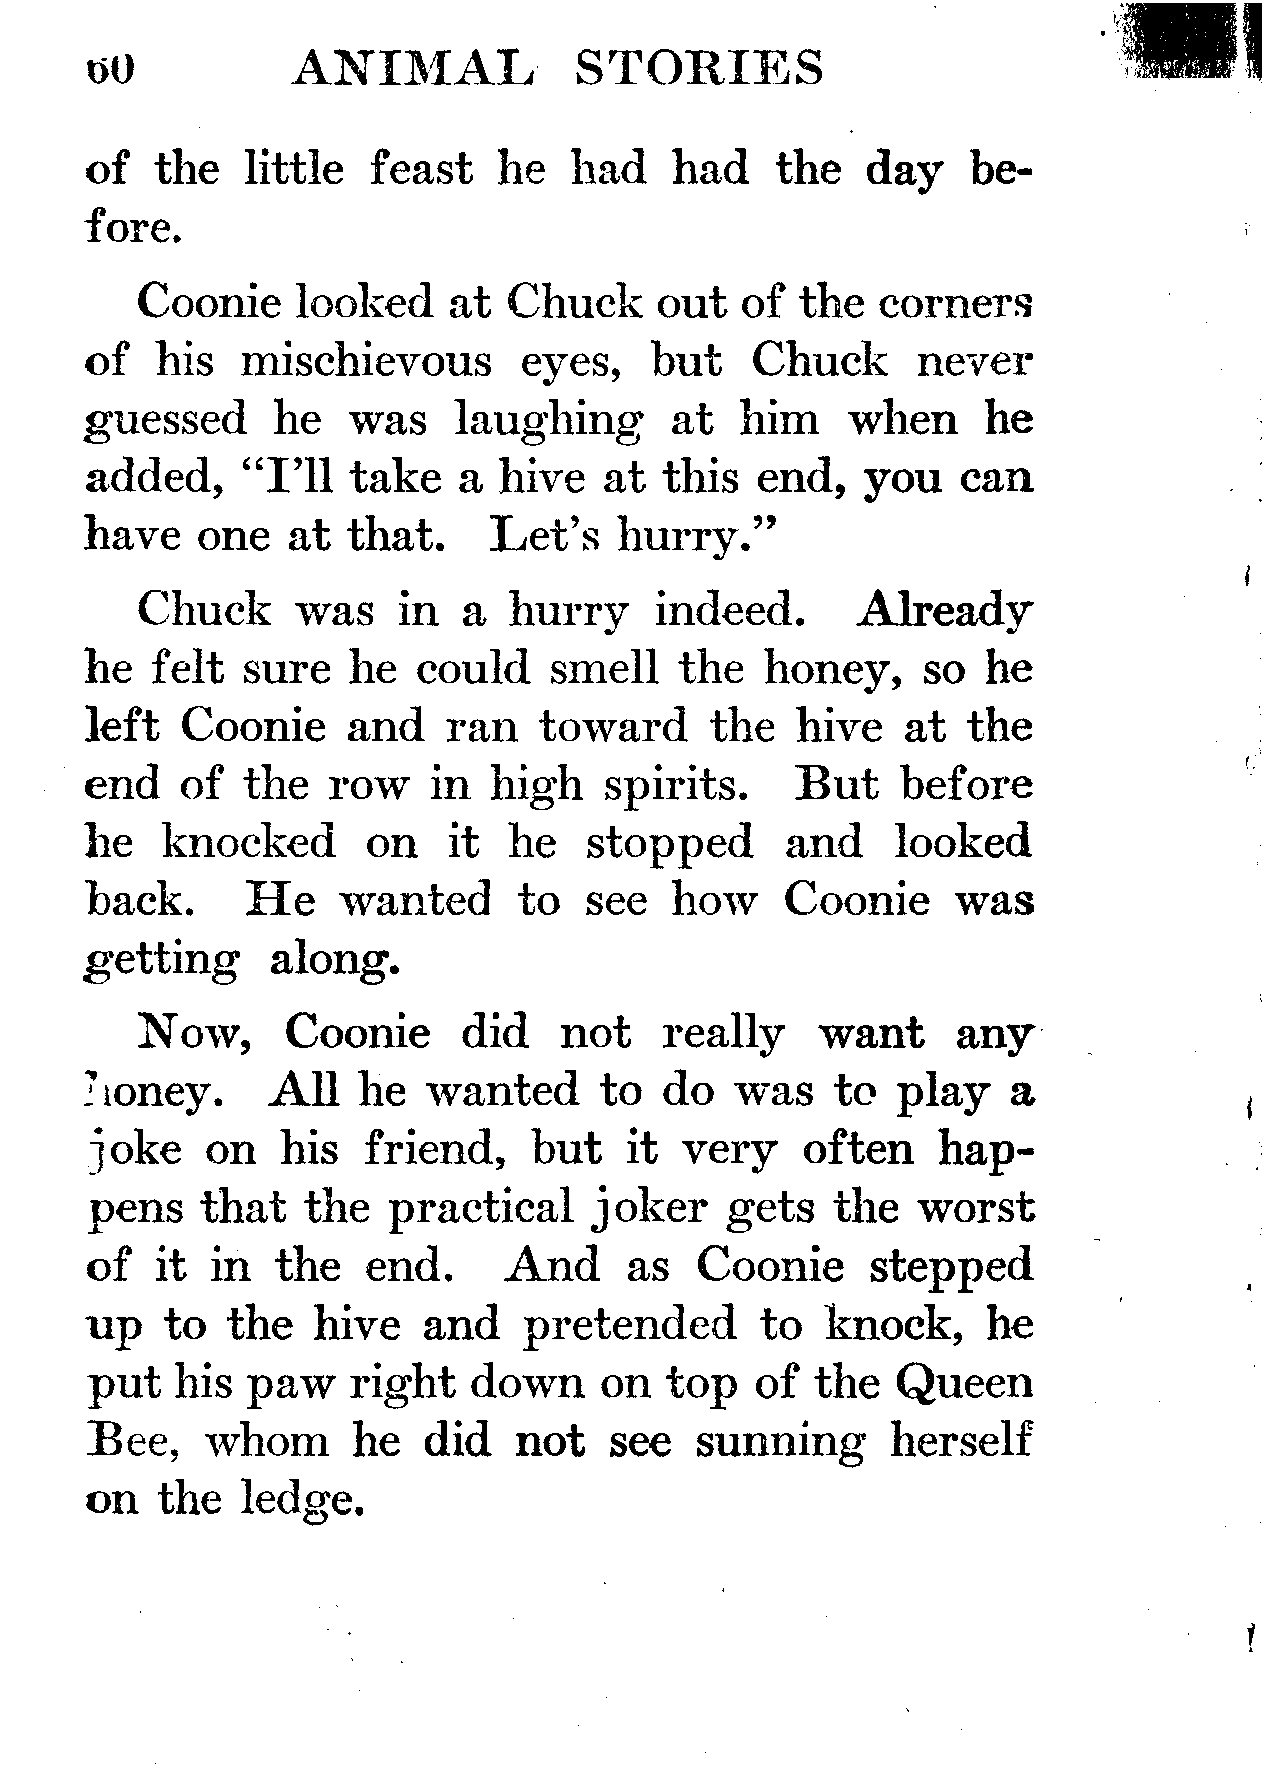 60 ANIMAL STORIES
of the little feast he had had the day be-
fore.
Coonie looked at Chuck out of the corners
of his mischievous eyes, but Chuck never
guessed he was laughing at him when he
added, “I’ll take a hive at this end, you can
have one at that. Let’s hurry.”
Chuck was in a hurry indeed. Already
he felt sure he could smell the honey, so he
left Coonie and ran toward the hive at the
end of the row in high spirits. But before
he knocked on it he stopped and looked
back. He wanted to see how Coonie was
getting along.
Now, Coonie did not really want any
honey. All he wanted to do was to play a
joke on his friend, but it very often hap-
pens that the practical joker gets the worst
of it in the end. And as Coonie stepped
up to the hive and pretended to knock, he
put his paw right down on top of the Queen
Bee, whom he did not see sunning herself
on the ledge.